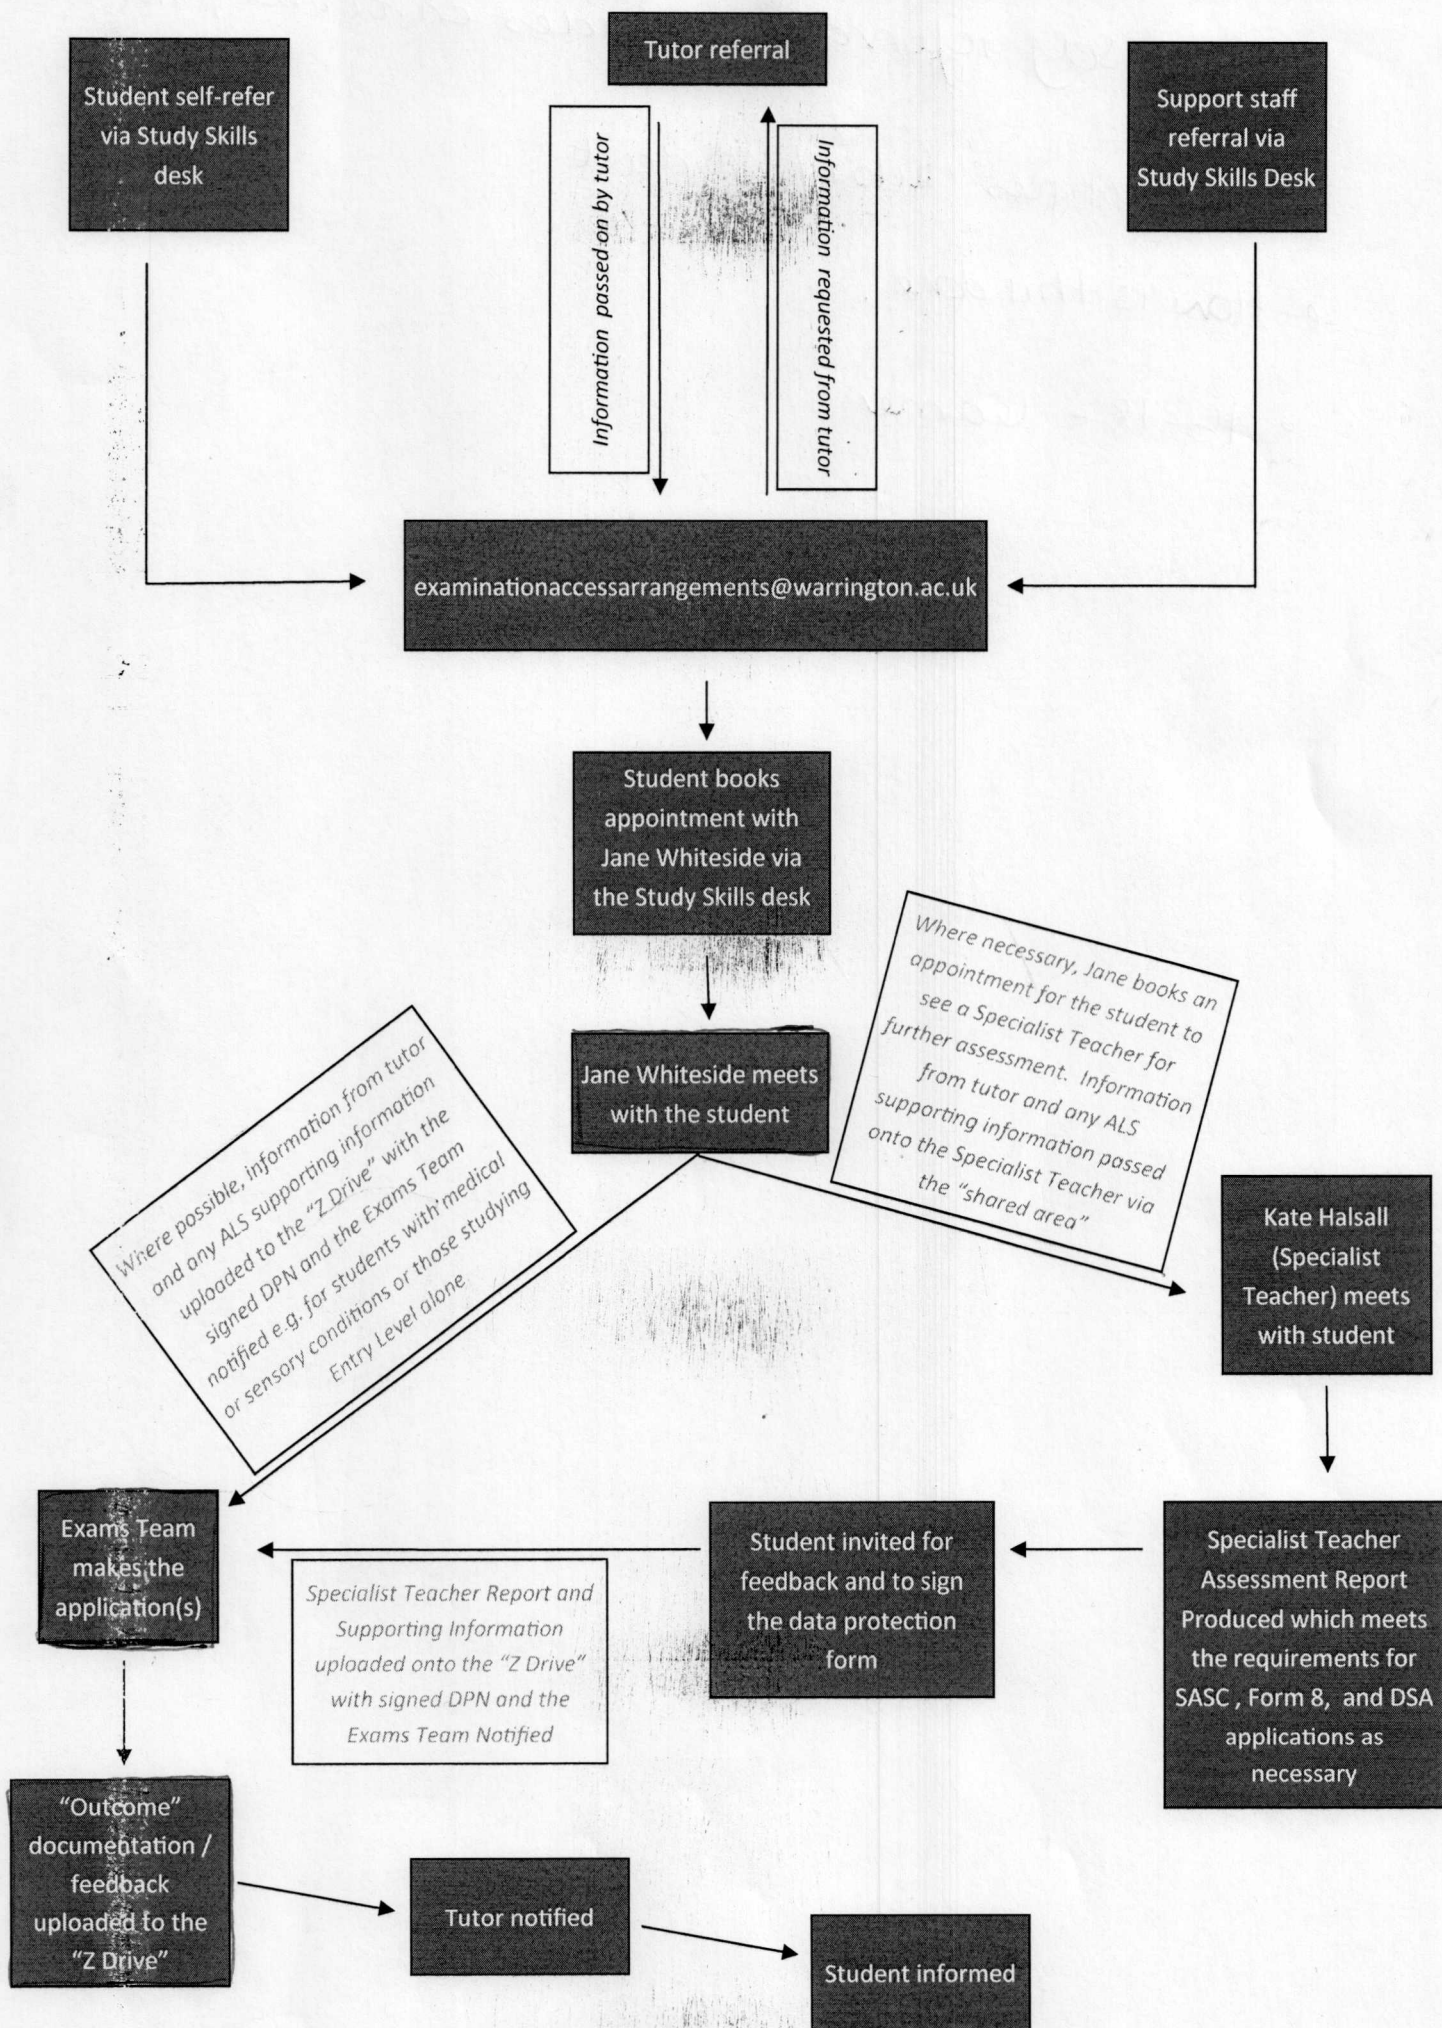 Tutor referral
Student self-refer
via Study Skills
desk
Support staff
referral via
Study Skills Desk
Information passed on by tutor
Information requested from tutor
examinationaccessarrangements@warrington.ac.uk
Student books
appointment with
Jane Whiteside via
the Study Skills desk
Jane Whiteside meets
with the student
Where necessary, Jane books an
appointment for the student to
see a Specialist Teacher for
further assessment. Information
from tutor and any ALS
supporting information passed
onto the Specialist Teacher via
the “shared area”
Where possible, information from tutor
and any ALS supporting information
uploaded to the “Z Drive” with the
signed DPN and the Exams Team
notified e.g. for students with medical
or sensory conditions or those studying
Entry Level alone
Kate Halsall
(Specialist
Teacher) meets
with student
Specialist Teacher
Assessment Report
Produced which meets
the requirements for
SASC , Form 8, and DSA
applications as
necessary
Student invited for
feedback and to sign
the data protection
form
Specialist Teacher Report and
Supporting Information
uploaded onto the “Z Drive”
with signed DPN and the
Exams Team Notified
Exams Team
makes the
application(s)
“Outcome”
documentation /
feedback
uploaded to the
“Z Drive”
Tutor notified
Student informed